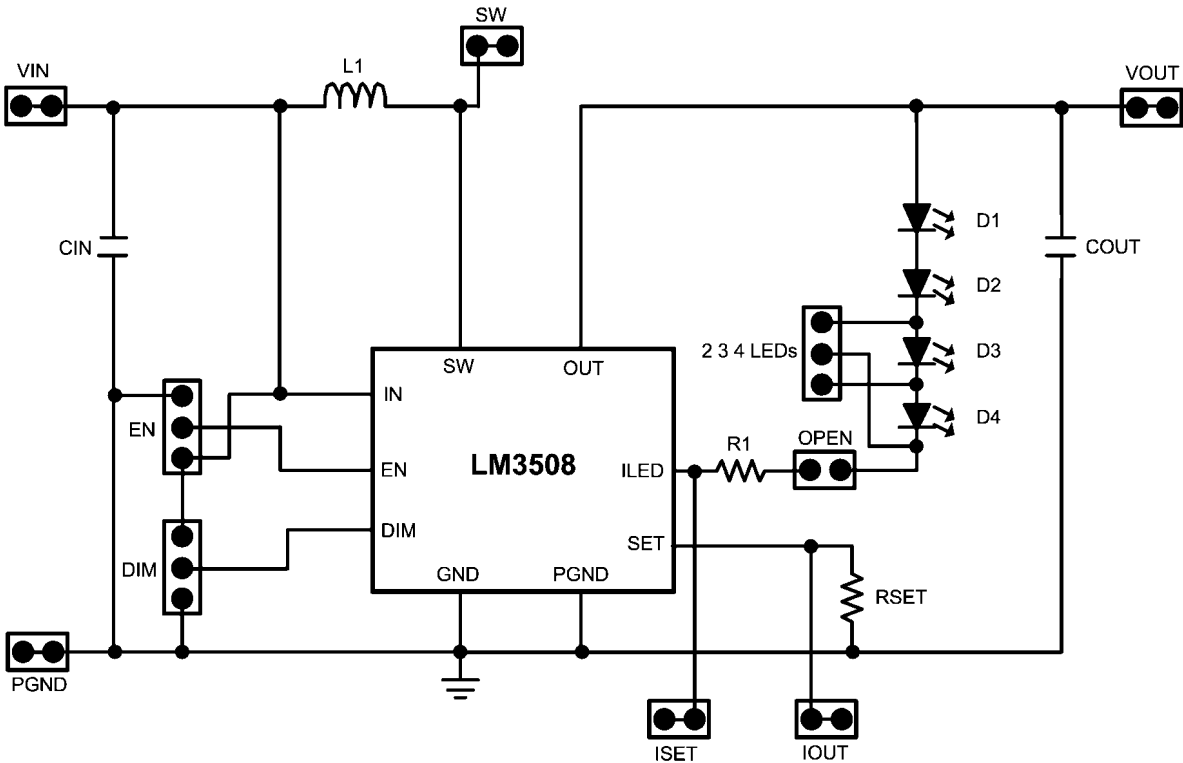 SW
VIN
L1
VOUT
CIN
D1
COUT
D2
2 3 4 LEDs
D3
SW
OUT
IN
D4
EN
R1
OPEN
LM3508
EN
ILED
DIM
SET
DIM
GND
PGND
RSET
PGND
ISET
IOUT